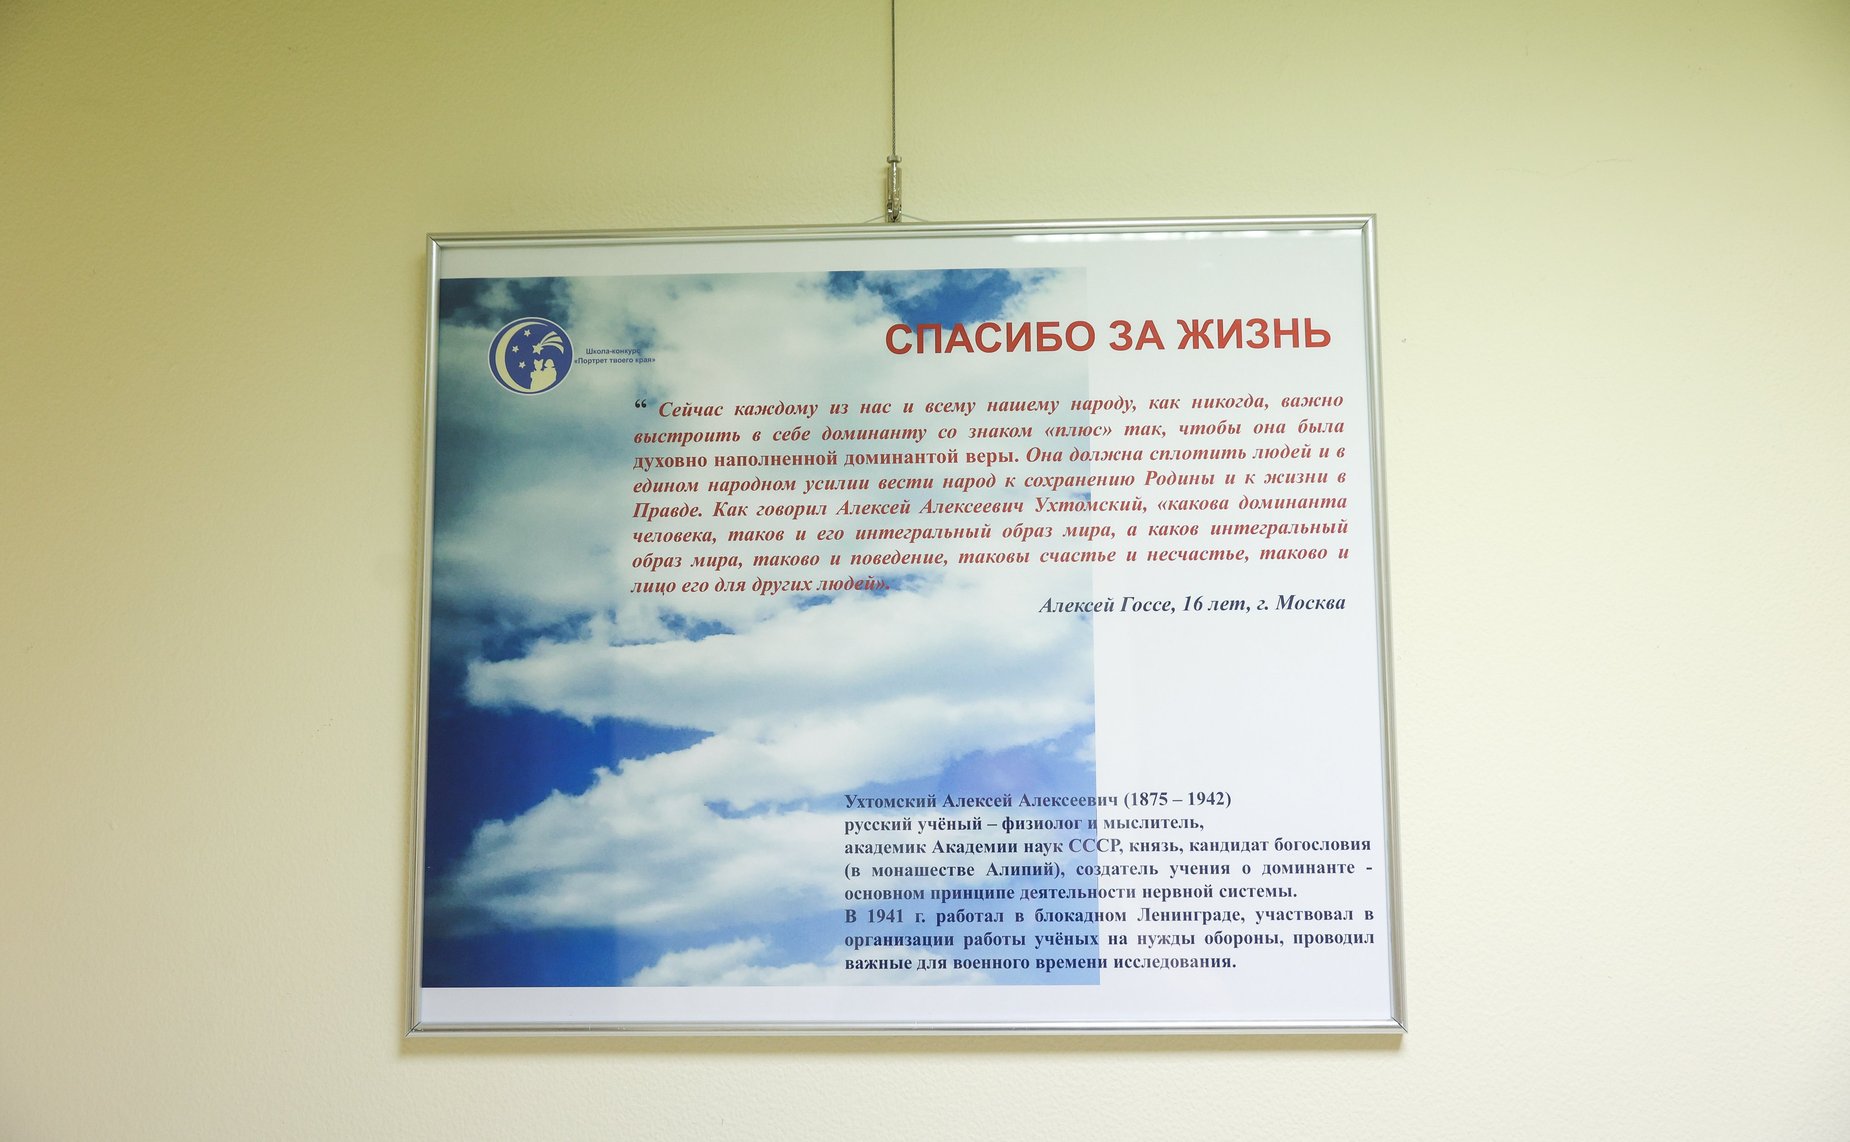 СПАСИБО ЗА ЖИЗНЬ
Школа-конкурс
«Портрет твоего края»
“ Сейчас каждому из нас и всему нашему народу, как никогда, важно
выстроить в себе доминанту со знаком «плюс» так, чтобы она была
духовно наполненной доминантой веры. Она должна сплотить людей и в
едином народном усилии вести народ к сохранению Родины и к жизни в
Правде. Как говорил Алексей Алексеевич Ухтомский, «какова доминанта
человека, таков и его интегральный образ мира, а каков интегральный
образ мира, таково и поведение, таковы счастье и несчастье, таково и
лицо его для других людей».
Алексей Госсе, 16 лет, г. Москва
Ухтомский Алексей Алексеевич (1875 – 1942)
русский учёный – физиолог и мыслитель,
академик Академии наук СССР, князь, кандидат богословия
(в монашестве Алипий), создатель учения о доминанте -
основном принципе деятельности нервной системы.
В 1941 г. работал в блокадном Ленинграде, участвовал в
организации работы учёных на нужды обороны, проводил
важные для военного времени исследования.